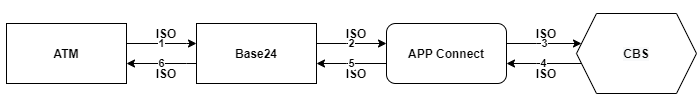 ISO ISO ISO
1 2 3
ATM Base24 APP Connect CBS
6 5 4
ISO ISO ISO